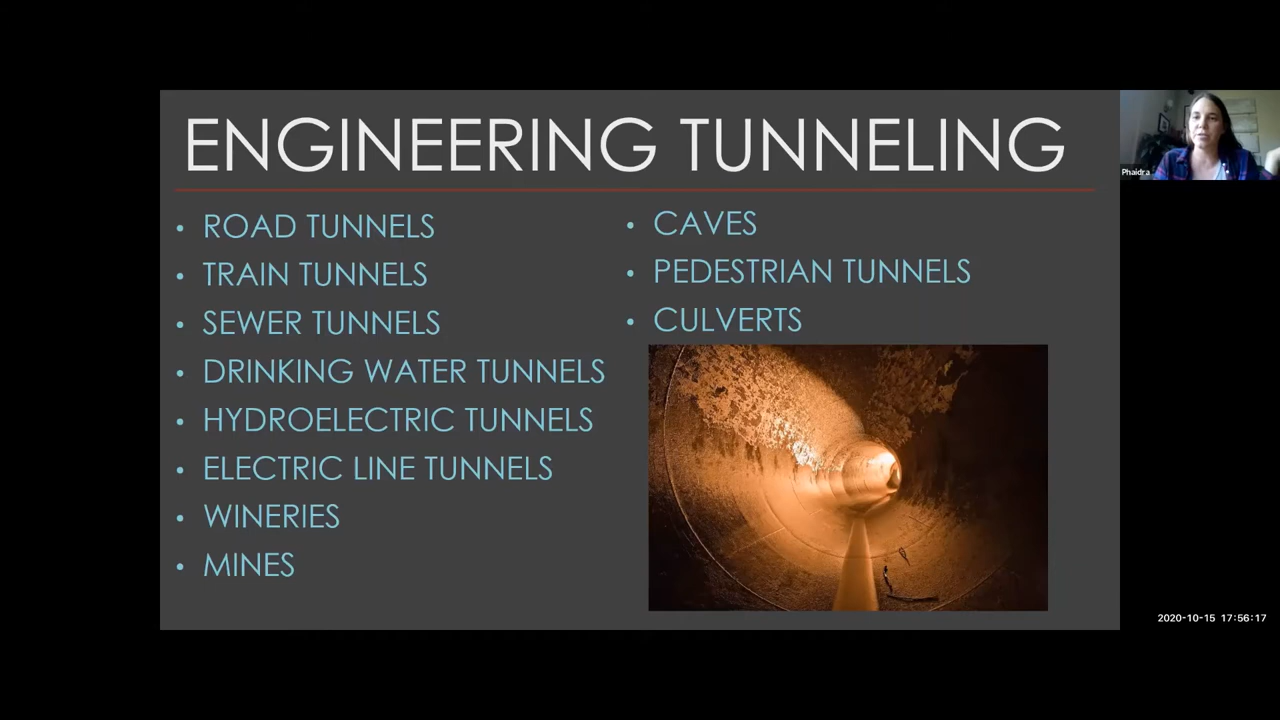 ENGINEERING TUNNELING
• ROAD TUNNELS
• TRAIN TUNNELS
• SEWER TUNNELS
• DRINKING WATER TUNNELS
• HYDROELECTRIC TUNNELS
• ELECTRIC LINE TUNNELS
• WINERIES
• MINES
• CAVES
• PEDESTRIAN TUNNELS
• CULVERTS
Phaidra
2020-10-15 17:56:17